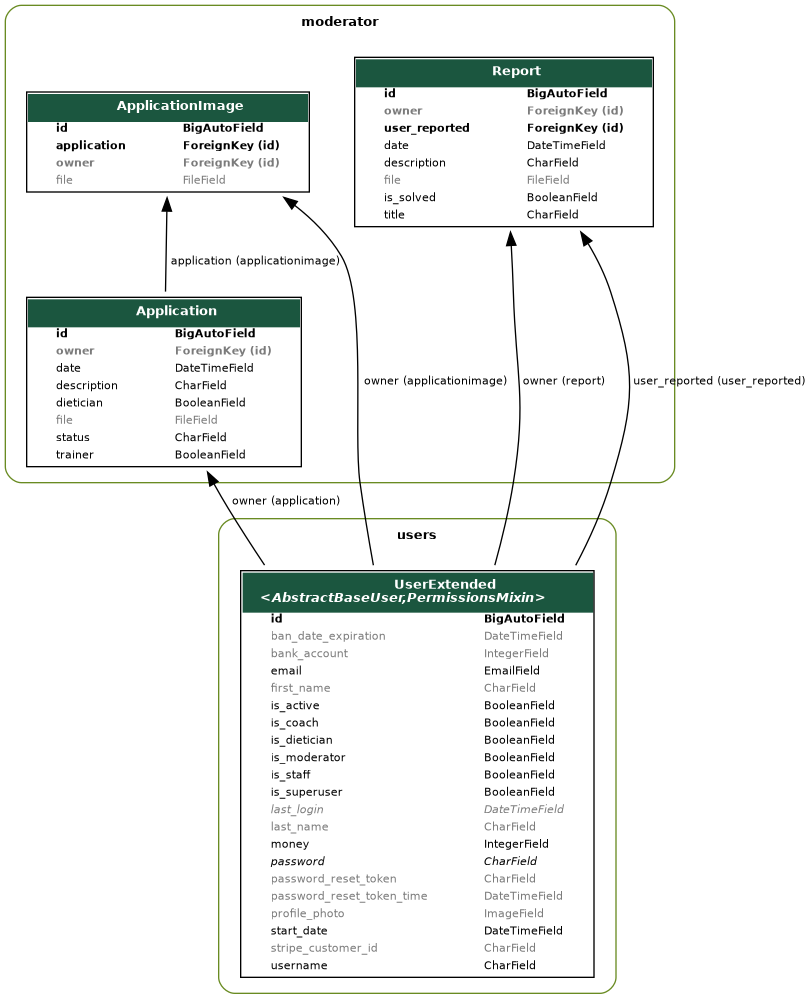 moderator
ApplicationImage
id BigAutoField
application ForeignKey (id)
owner ForeignKey (id)
file FileField
Report
id BigAutoField
owner ForeignKey (id)
user_reported ForeignKey (id)
date DateTimeField
description CharField
file FileField
is_solved BooleanField
title CharField
application (applicationimage)
Application
id BigAutoField
owner ForeignKey (id)
date DateTimeField
description CharField
dietician BooleanField
file FileField
status CharField
trainer BooleanField
owner (applicationimage)
owner (report)
user_reported (user_reported)
owner (application)
users
UserExtended
<AbstractBaseUser,PermissionsMixin>
id BigAutoField
ban_date_expiration DateTimeField
bank_account IntegerField
email EmailField
first_name CharField
is_active BooleanField
is_coach BooleanField
is_dietician BooleanField
is_moderator BooleanField
is_staff BooleanField
is_superuser BooleanField
last_login DateTimeField
last_name CharField
money IntegerField
password CharField
password_reset_token CharField
password_reset_token_time DateTimeField
profile_photo ImageField
start_date DateTimeField
stripe_customer_id CharField
username CharField